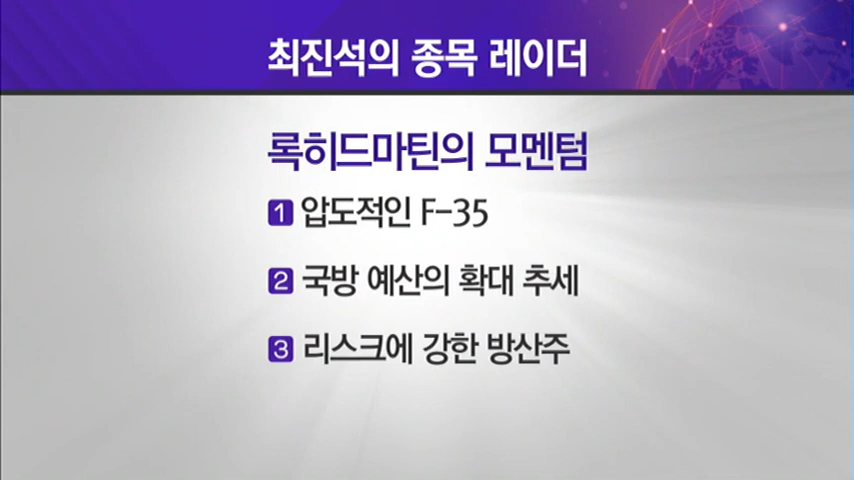 최진석의 종목 레이더
록히드마틴의 모멘텀
1 압도적인 F-35
2 국방 예산의 확대 추세
3 리스크에 강한 방산주